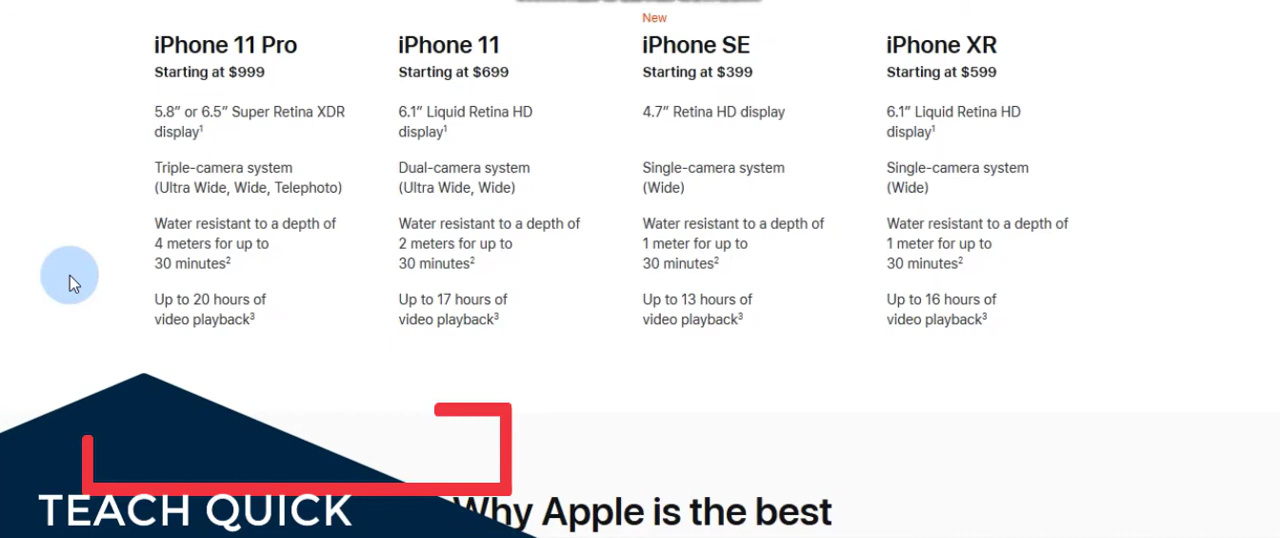 New
iPhone 11 Pro
Starting at $999
5.8″ or 6.5″ Super Retina XDR
display¹
Triple-camera system
(Ultra Wide, Wide, Telephoto)
Water resistant to a depth of
4 meters for up to
30 minutes²
Up to 20 hours of
video playback³
iPhone 11
Starting at $699
6.1″ Liquid Retina HD
display¹
Dual-camera system
(Ultra Wide, Wide)
Water resistant to a depth of
2 meters for up to
30 minutes²
Up to 17 hours of
video playback³
iPhone SE
Starting at $399
4.7″ Retina HD display
Single-camera system
(Wide)
Water resistant to a depth of
1 meter for up to
30 minutes²
Up to 13 hours of
video playback³
iPhone XR
Starting at $599
6.1″ Liquid Retina HD
display¹
Single-camera system
(Wide)
Water resistant to a depth of
1 meter for up to
30 minutes²
Up to 16 hours of
video playback³
TEACH QUICK
Why Apple is the best